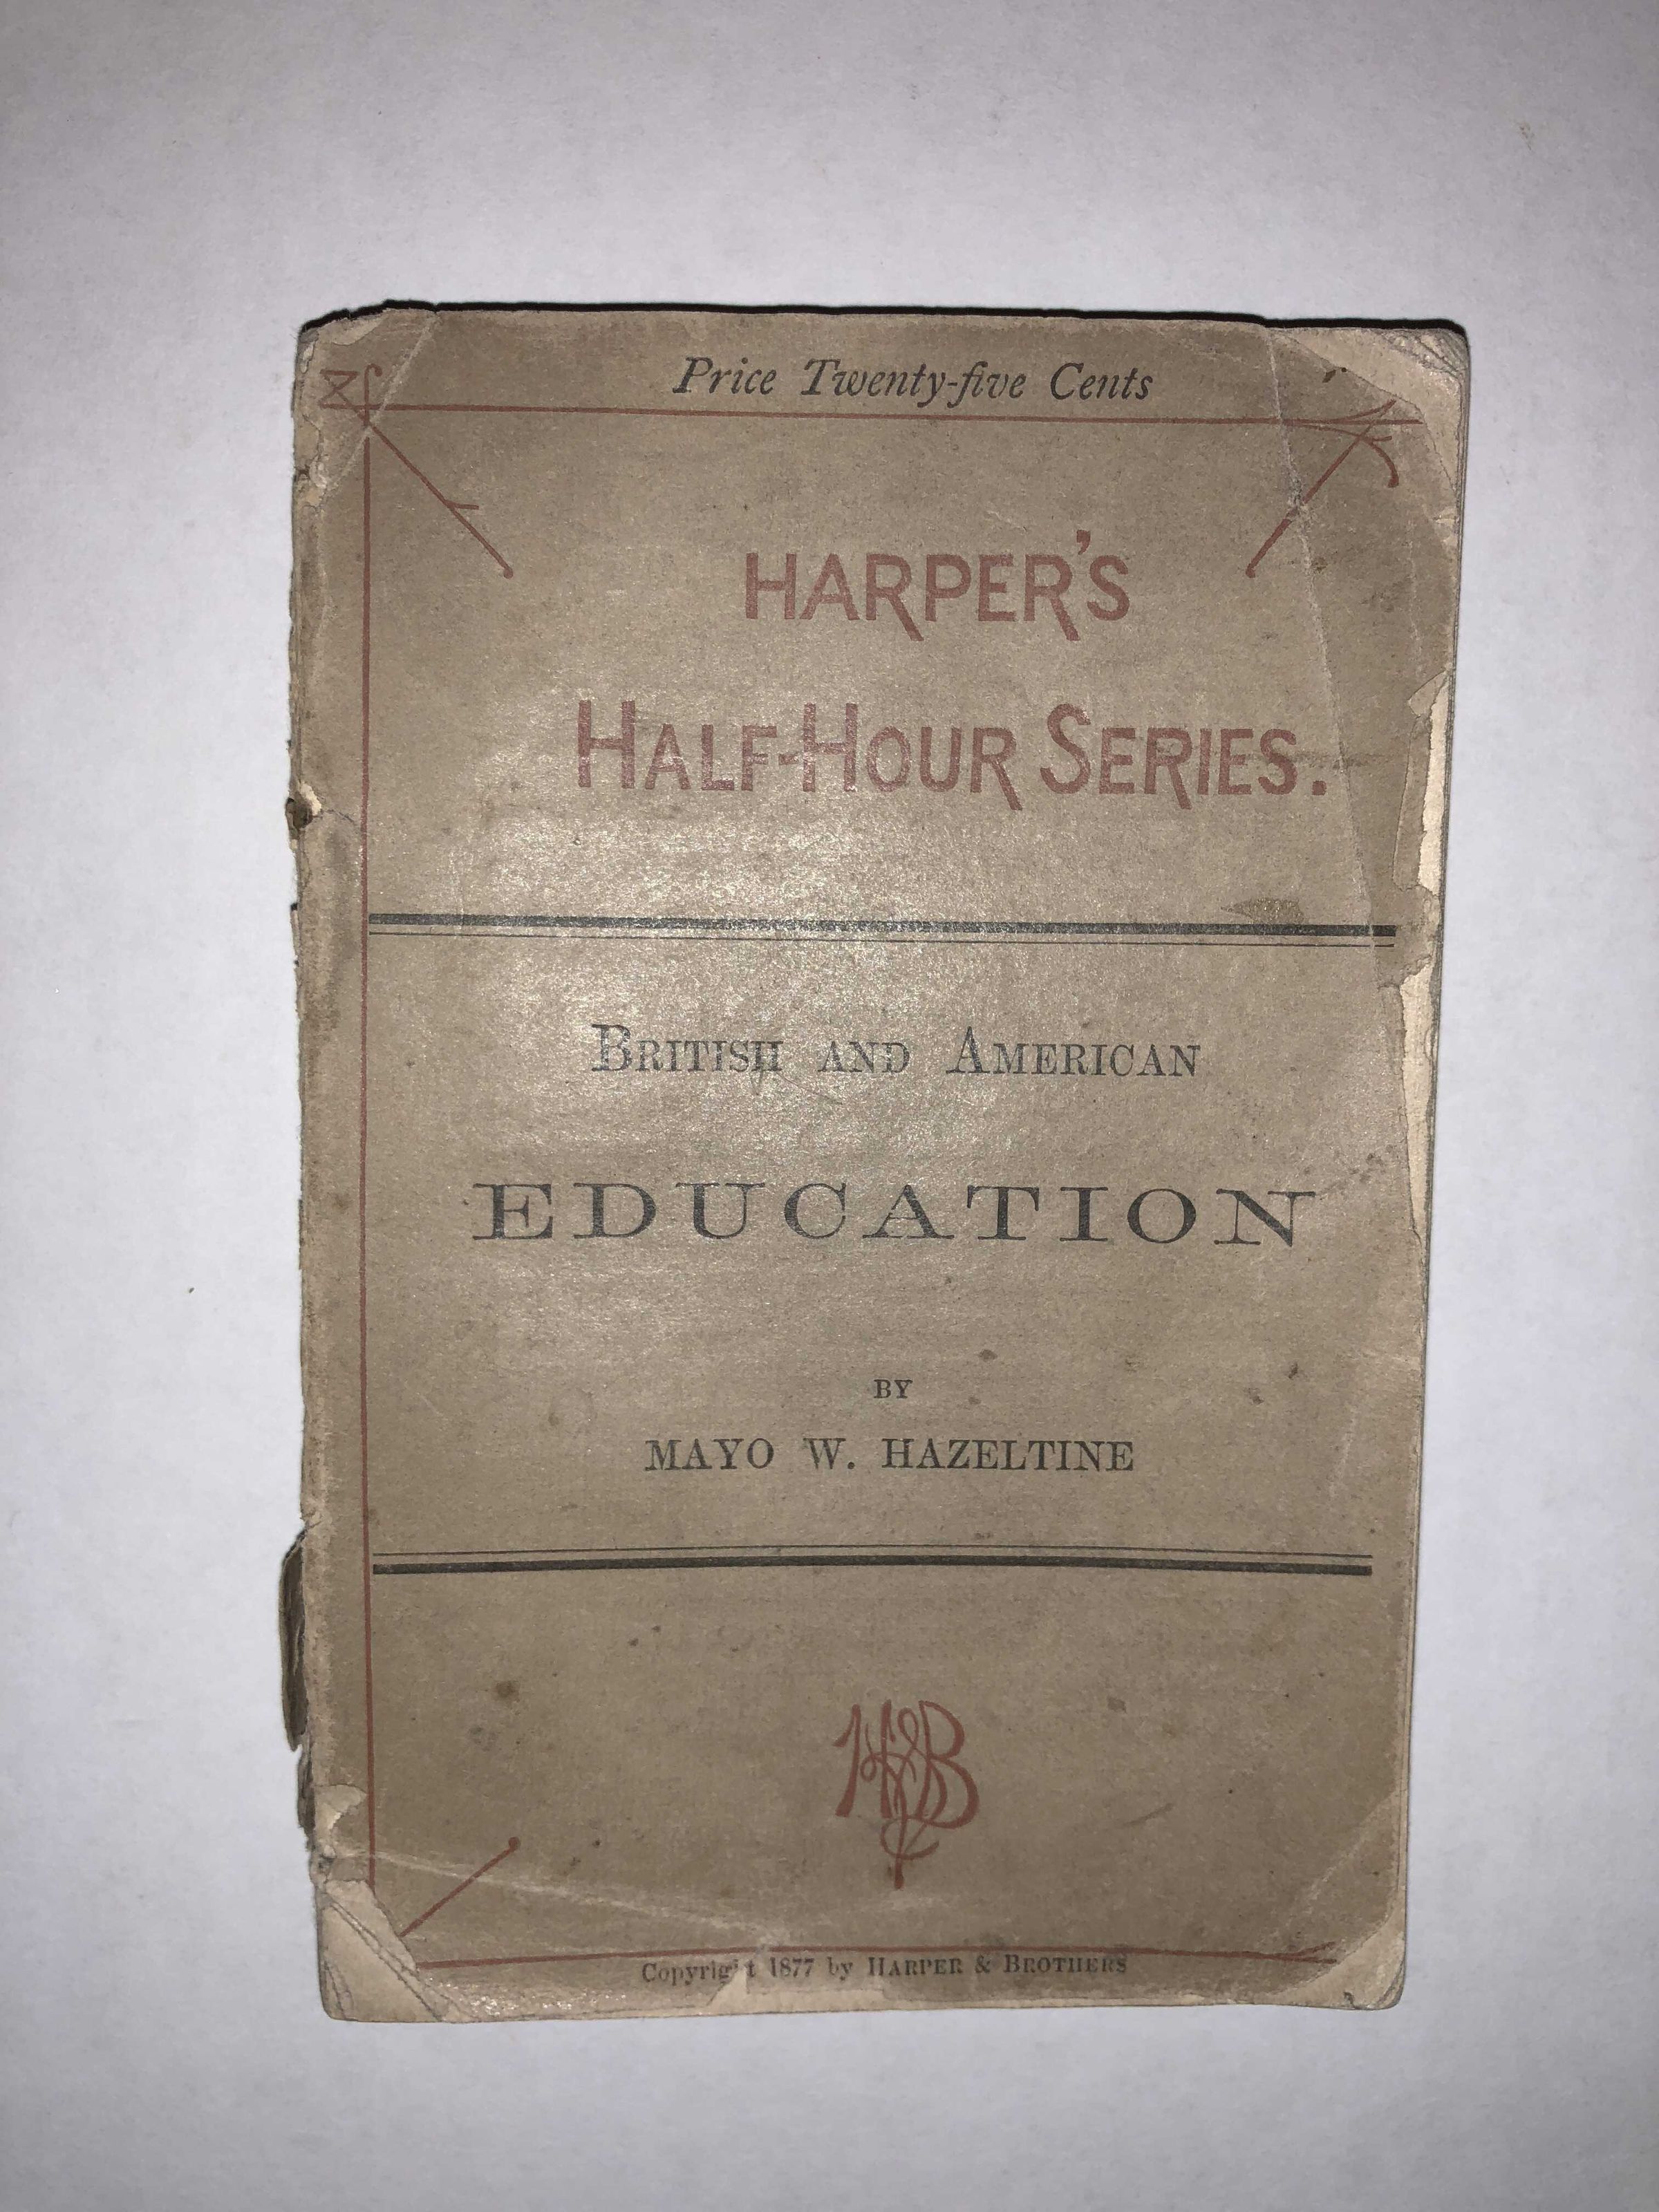 Price Twenty-five Cents
HARPER'S
HALF-HOUR SERIES.
BRITISH AND AMERICAN
EDUCATION
BY
MAYO W. HAZELTINE
H&B
Copyright 1877 by HARPER & BROTHERS